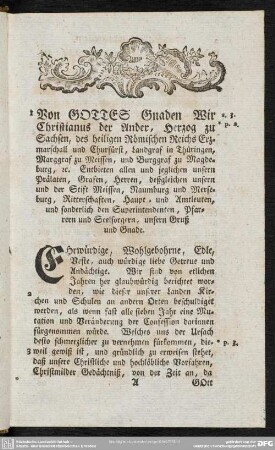 1 Von GOTTES Gnaden Wir
Christianus der Ander, Herzog zu
Sachsen, des heiligen Römischen Reichs Erz-
marschall und Churfürst, Landgraf in Thüringen,
Marggraf zu Meissen, und Burggraf zu Magde-
burg, ꝛc. Entbieten allen und jeglichen unsern
Prälaten, Grafen, Herren, deßgleichen unsern
und der Stift Meissen, Naumburg und Merse-
burg, Ritterschaften, Haupt- und Amtleuten,
und sonderlich den Superintendenten, Pfar-
reen und Seelsorgern, unsern Gruß
und Gnade.
Ehrwürdige, Wohlgebohrne, Edle,
Veste, auch würdige liebe Getreue und
Andächtige. Wir sind von etlichen
Jahren her glaubwürdig berichtet wor-
den, wie dieser unsrer Landen Kir-
chen und Schulen an andern Orten beschuldiget
werden, als wenn fast alle sieben Jahr eine Mu-
tation und Veränderung der Confession darinnen
fürgenommen würde. Welches uns der Ursach
desto schmerzlicher zu vernehmen fürkommen, die-
weil gewiß ist, und gründlich zu erweisen stehet,
daß unsere Christliche und hochlöbliche Vorfahren,
Christmilder Gedächtniß, von der Zeit an, da
A GOtt